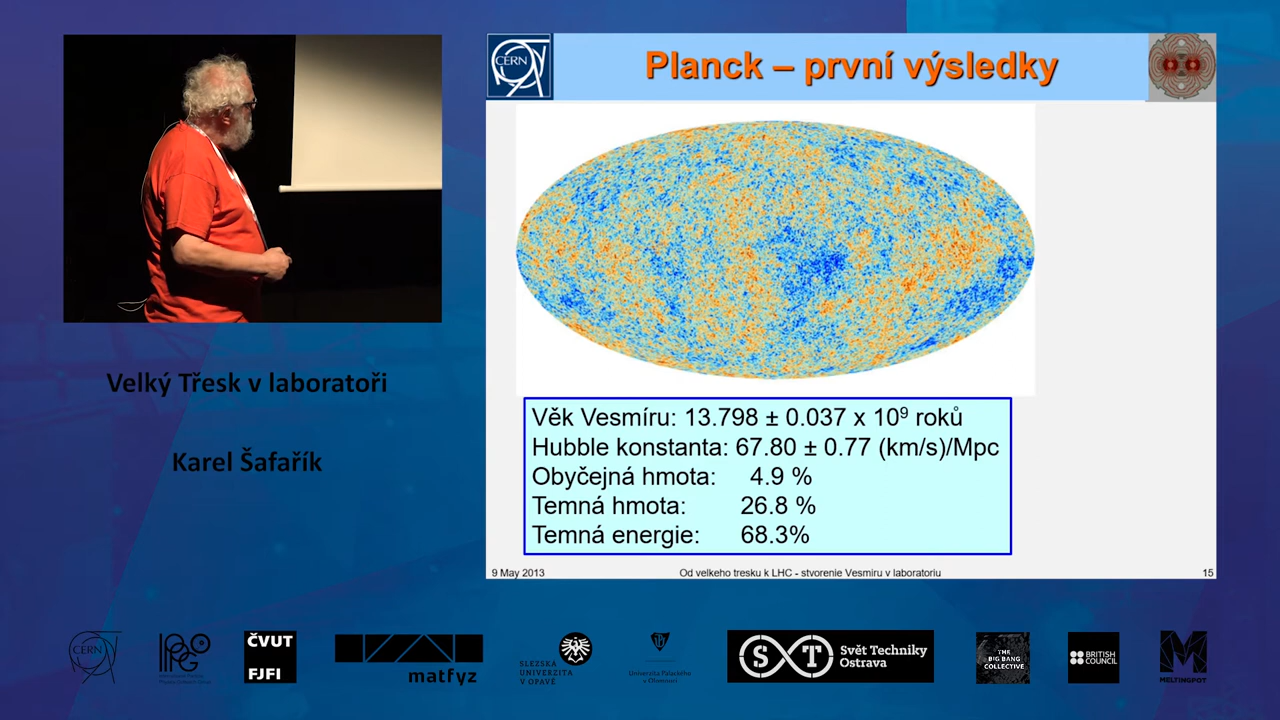 CERN
Planck – první výsledky
Velký Třesk v laboratoři
Karel Šafařík
Věk Vesmíru: 13.798 ± 0.037 x 10⁹ roků
Hubble konstanta: 67.80 ± 0.77 (km/s)/Mpc
Obyčejná hmota: 4.9 %
Temná hmota: 26.8 %
Temná energie: 68.3%
9 May 2013
Od velkeho tresku k LHC - stvorenie Vesmiru v laboratoriu
15
CERN
IPPOG
ČVUT
FJFI
matfyz
SLEZSKÁ
UNIVERZITA
V OPAVĚ
Univerzita Palackého
v Olomouci
S T
Svět Techniky
Ostrava
THE
BIG BANG
COLLECTIVE
BRITISH
COUNCIL
M
MELTINGPOT